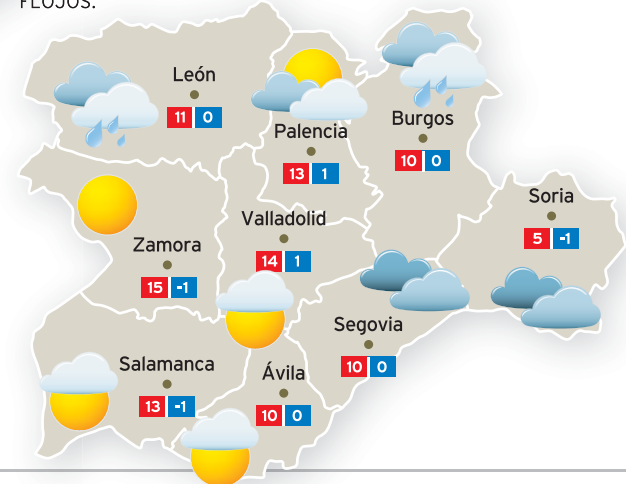 FLOJOS.
León
11 0
Palencia
13 1
Burgos
10 0
Soria
5 -1
Valladolid
14 1
Zamora
15 -1
Segovia
10 0
Salamanca
13 -1
Ávila
10 0